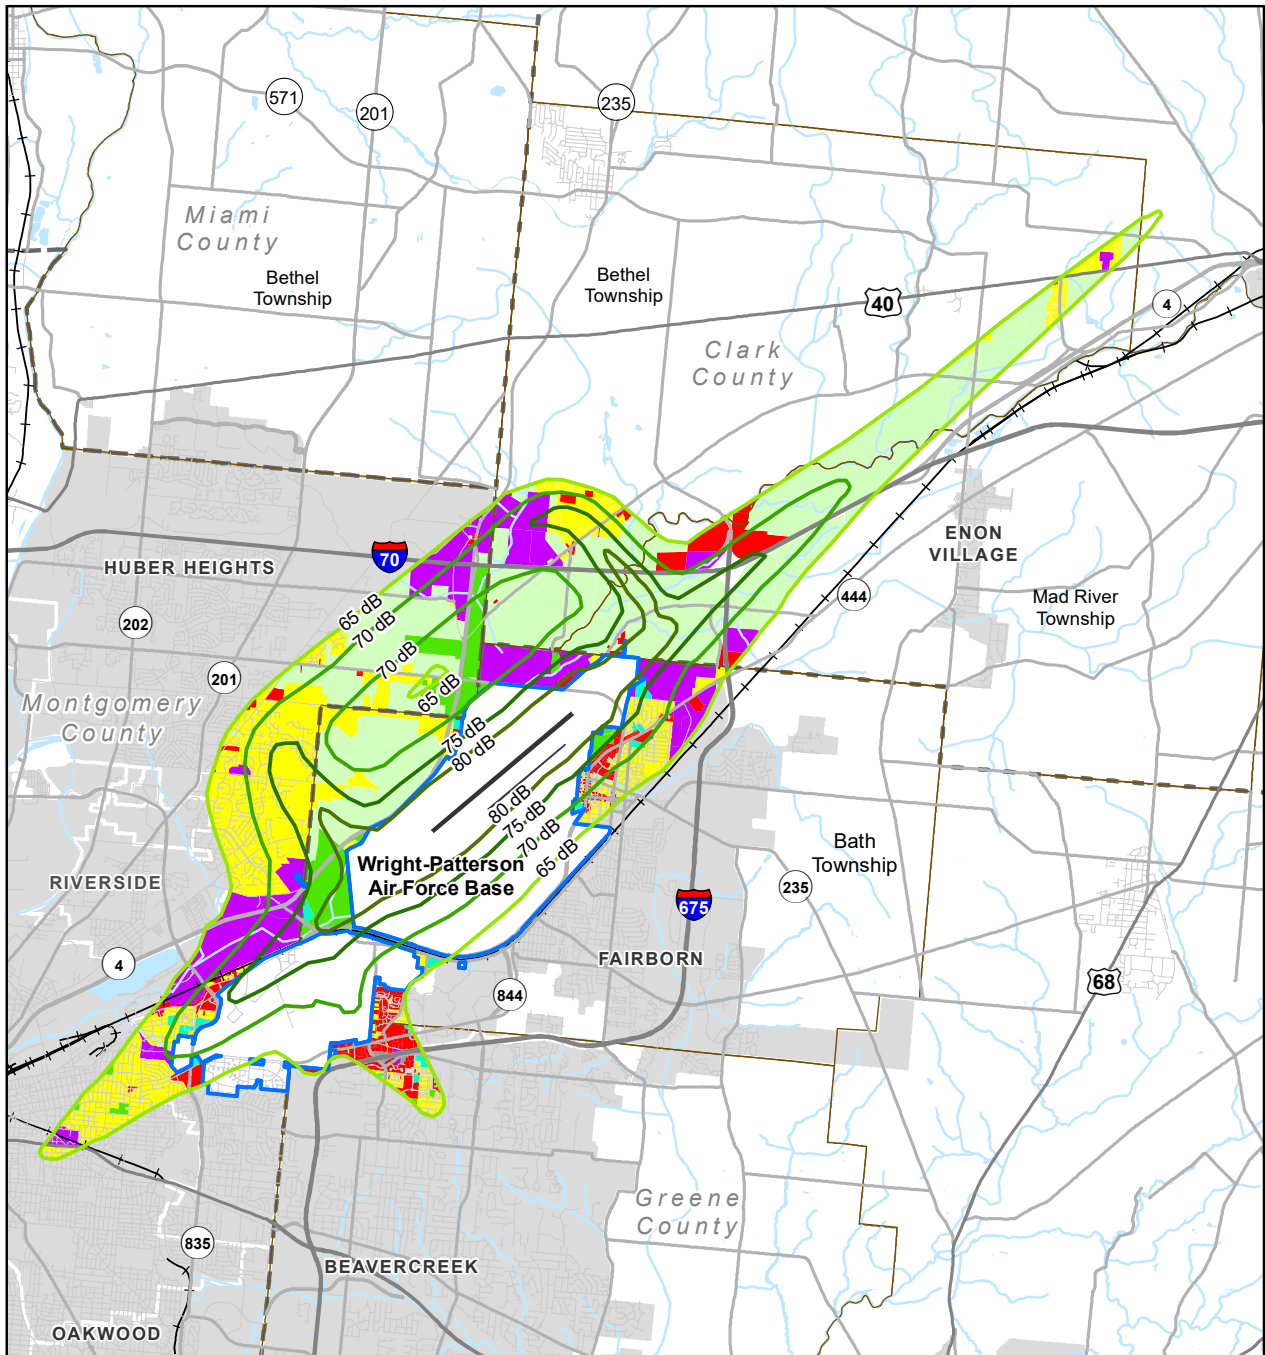 571
201
235
Miami
County
Bethel
Township
Bethel
Township
40
4
Clark
County
ENON
VILLAGE
70
HUBER HEIGHTS
444
Mad River
Township
65 dB
70 dB
202
70 dB
201
65 dB
Montgomery
County
75 dB
80 dB
80 dB
75 dB
70 dB
65 dB
Wright-Patterson
Air Force Base
Bath
Township
RIVERSIDE
235
675
FAIRBORN
4
844
68
Greene
County
835
BEAVERCREEK
OAKWOOD